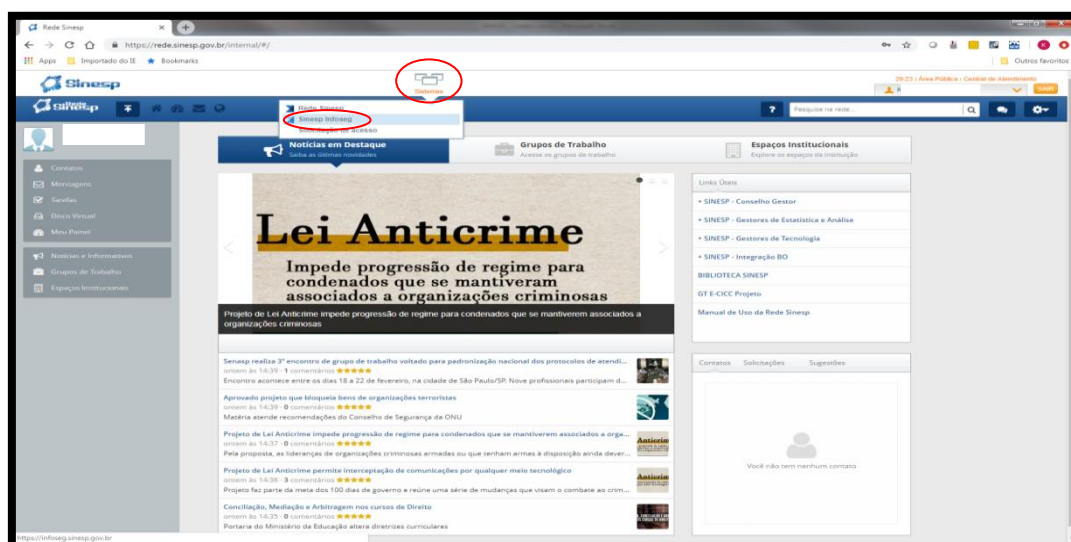 Rede Sinesp
https://rede.sinesp.gov.br/internal/#/
Apps Importado do IE Bookmarks
Outros favoritos
Sinesp
Sistemas
29:23 | Área Pública | Central de Atendimento
SAIR
Rede Sinesp
Sinesp Infoseg
Solicitação de acesso
Pesquise na rede...
Notícias em Destaque
Saiba as últimas novidades
Grupos de Trabalho
Acesse os grupos de trabalho
Espaços Institucionais
Explore os espaços da instituição
Contatos
Mensagens
Tarefas
Disco Virtual
Meu Painel
Notícias e Informativos
Grupos de Trabalho
Espaços Institucionais
Lei Anticrime
Impede progressão de regime para
condenados que se mantiveram
associados a organizações criminosas
Projeto de Lei Anticrime impede progressão de regime para condenados que se mantiverem associados a
organizações criminosas
Senasp realiza 3º encontro de grupo de trabalho voltado para padronização nacional dos protocolos de atendi...
ontem às 14:39 · 1 comentários
Encontro acontece entre os dias 18 a 22 de fevereiro, na cidade de São Paulo/SP. Nove profissionais participam d...
Aprovado projeto que bloqueia bens de organizações terroristas
ontem às 14:39 · 0 comentários
Matéria atende recomendações do Conselho de Segurança da ONU
Projeto de Lei Anticrime impede progressão de regime para condenados que se mantiverem associados a orga...
ontem às 14:37 · 0 comentários
Pela proposta, as lideranças de organizações criminosas armadas ou que tenham armas à disposição ainda dever...
Projeto de Lei Anticrime permite interceptação de comunicações por qualquer meio tecnológico
ontem às 14:36 · 3 comentários
Projeto faz parte da meta dos 100 dias de governo e reúne uma série de mudanças que visam o combate ao crim...
Conciliação, Mediação e Arbitragem nos cursos de Direito
ontem às 14:35 · 0 comentários
Portaria do Ministério da Educação altera diretrizes curriculares
Anticrime
Anticrime
Links Úteis
+ SINESP - Conselho Gestor
+ SINESP - Gestores de Estatística e Análise
+ SINESP - Gestores de Tecnologia
+ SINESP - Integração BO
BIBLIOTECA SINESP
GT E-CICC Projeto
Manual de Uso da Rede Sinesp
Contatos Solicitações Sugestões
Você não tem nenhum contato
https://infoseg.sinesp.gov.br